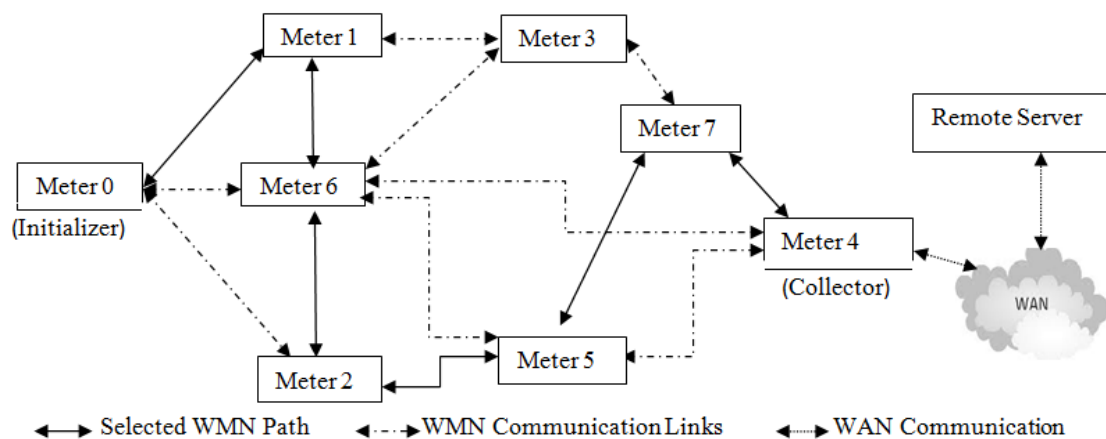 Meter 1
Meter 3
Meter 7
Remote Server
Meter 0
(Initializer)
Meter 6
Meter 4
(Collector)
WAN
Meter 5
Meter 2
Selected WMN Path
WMN Communication Links
WAN Communication